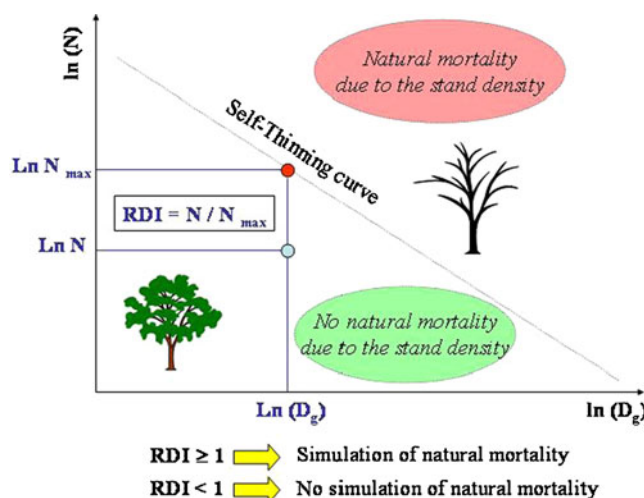 ln (N)
Natural mortality
due to the stand density
Self-Thinning curve
Ln N max
RDI = N / N max
Ln N
No natural mortality
due to the stand density
Ln (Dg)
ln (Dg)
RDI ≥ 1 Simulation of natural mortality
RDI < 1 No simulation of natural mortality